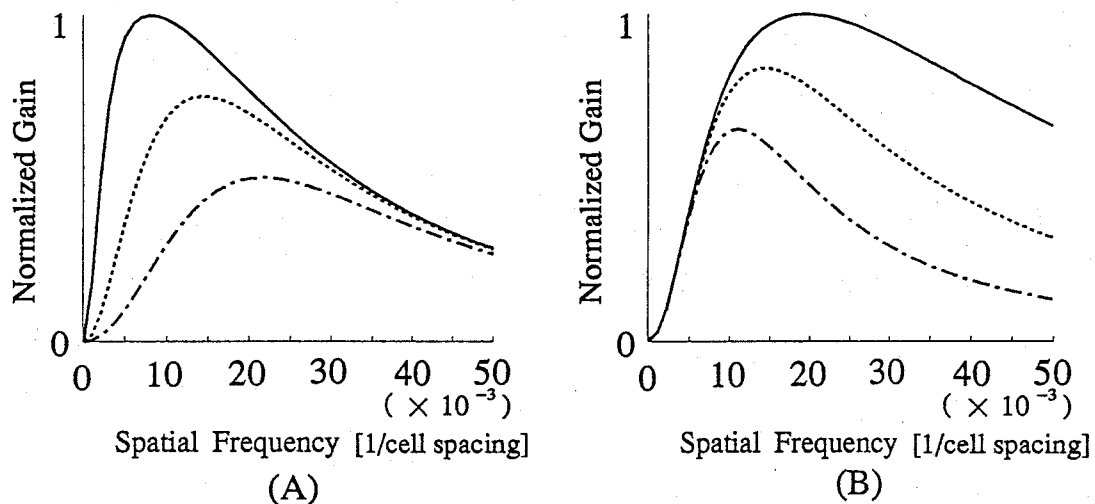 1
Normalized Gain
0
0 10 20 30 40 50
( × 10⁻³)
Spatial Frequency [1/cell spacing]
(A)
1
Normalized Gain
0
0 10 20 30 40 50
( × 10⁻³)
Spatial Frequency [1/cell spacing]
(B)